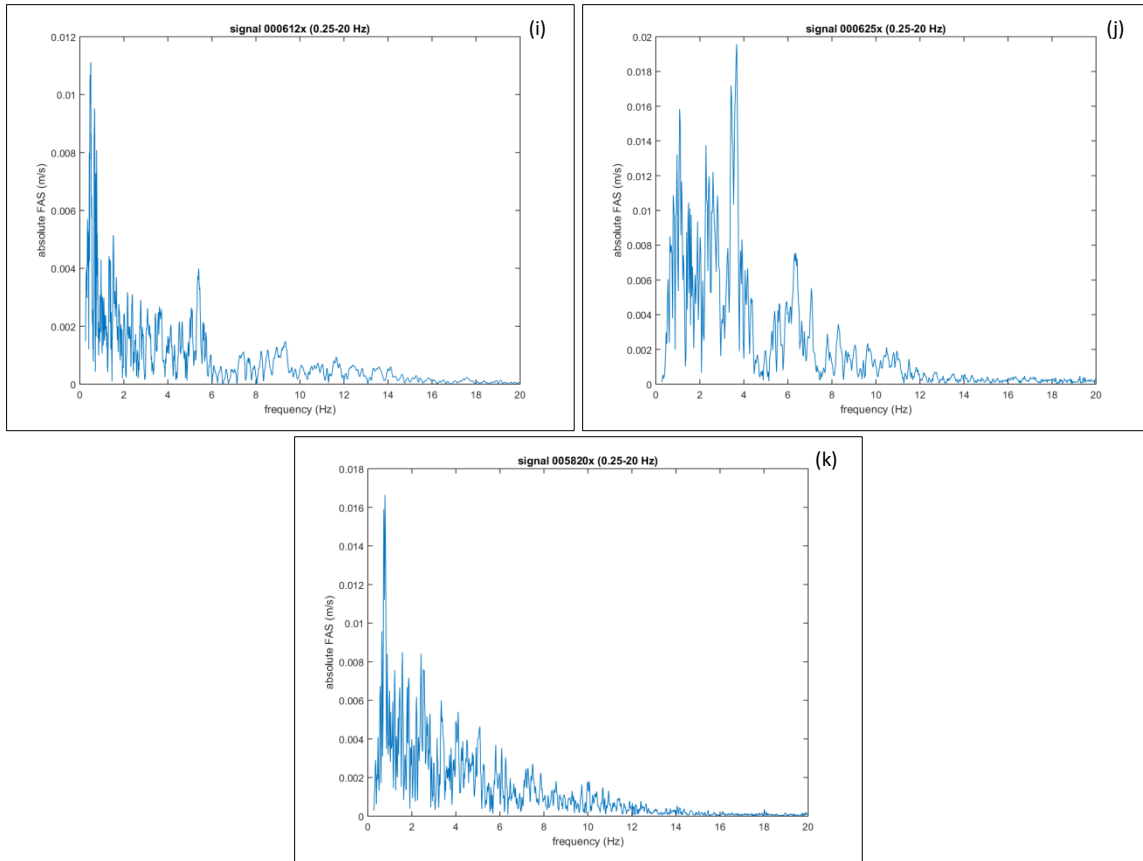 signal 000612x (0.25-20 Hz)
(i)
0.012
0.01
0.008
0.006
0.004
0.002
0
absolute FAS (m/s)
0 2 4 6 8 10 12 14 16 18 20
frequency (Hz)
signal 000625x (0.25-20 Hz)
(j)
0.02
0.018
0.016
0.014
0.012
0.01
0.008
0.006
0.004
0.002
0
absolute FAS (m/s)
0 2 4 6 8 10 12 14 16 18 20
frequency (Hz)
signal 005820x (0.25-20 Hz)
(k)
0.018
0.016
0.014
0.012
0.01
0.008
0.006
0.004
0.002
0
absolute FAS (m/s)
0 2 4 6 8 10 12 14 16 18 20
frequency (Hz)